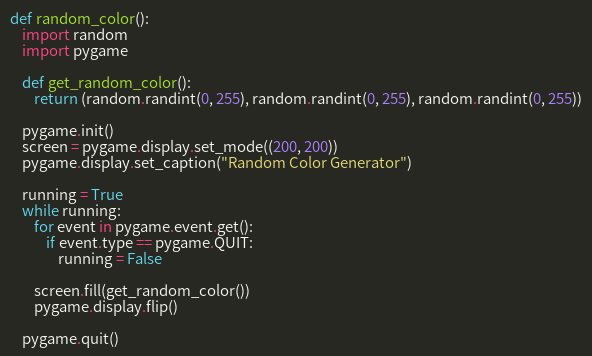 def random_color():
    import random
    import pygame

    def get_random_color():
        return (random.randint(0, 255), random.randint(0, 255), random.randint(0, 255))

    pygame.init()
    screen = pygame.display.set_mode((200, 200))
    pygame.display.set_caption("Random Color Generator")

    running = True
    while running:
        for event in pygame.event.get():
            if event.type == pygame.QUIT:
                running = False

        screen.fill(get_random_color())
        pygame.display.flip()

    pygame.quit()